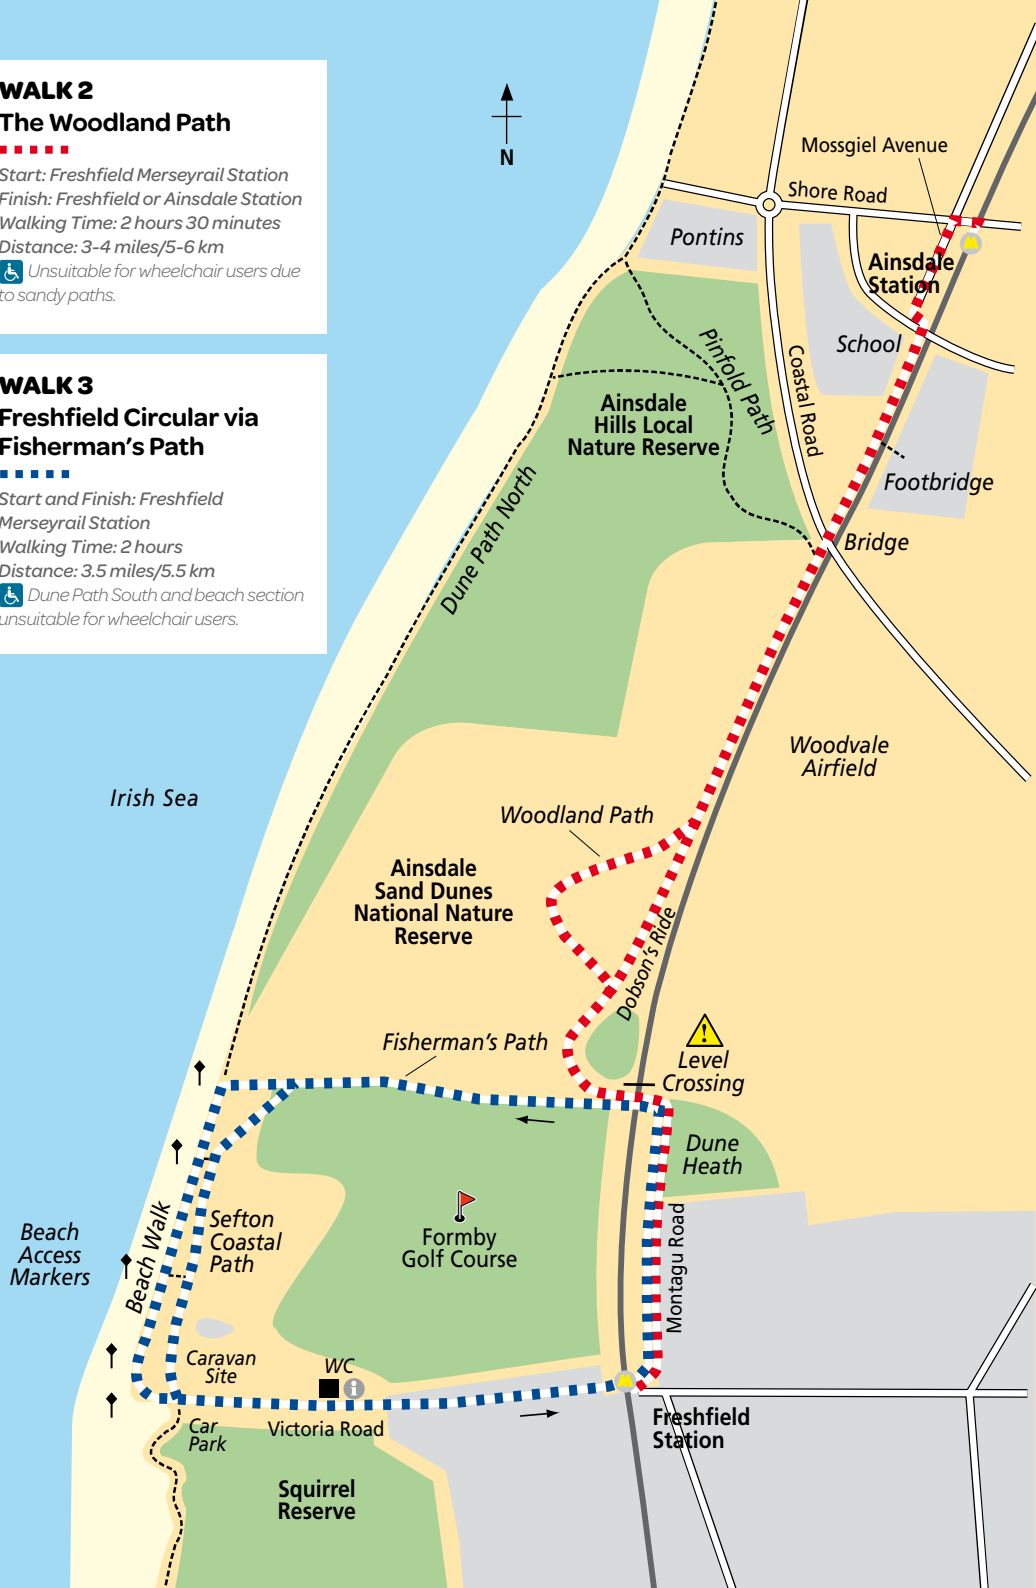 WALK 2
The Woodland Path
Start: Freshfield Merseyrail Station
Finish: Freshfield or Ainsdale Station
Walking Time: 2 hours 30 minutes
Distance: 3-4 miles/5-6 km
Unsuitable for wheelchair users due
to sandy paths.
WALK 3
Freshfield Circular via
Fisherman's Path
Start and Finish: Freshfield
Merseyrail Station
Walking Time: 2 hours
Distance: 3.5 miles/5.5 km
Dune Path South and beach section
unsuitable for wheelchair users.
N
Mossgiel Avenue
Shore Road
Pontins
Ainsdale
Station
School
Pinfold Path
Coastal Road
Ainsdale
Hills Local
Nature Reserve
Footbridge
Dune Path North
Bridge
Woodvale
Airfield
Irish Sea
Woodland Path
Ainsdale
Sand Dunes
National Nature
Reserve
Dobson's Ride
Fisherman's Path
Level
Crossing
Dune
Heath
Beach
Access
Markers
Beach Walk
Sefton
Coastal
Path
Formby
Golf Course
Montagu Road
Caravan
Site
WC
i
Car
Park
Victoria Road
Freshfield
Station
Squirrel
Reserve